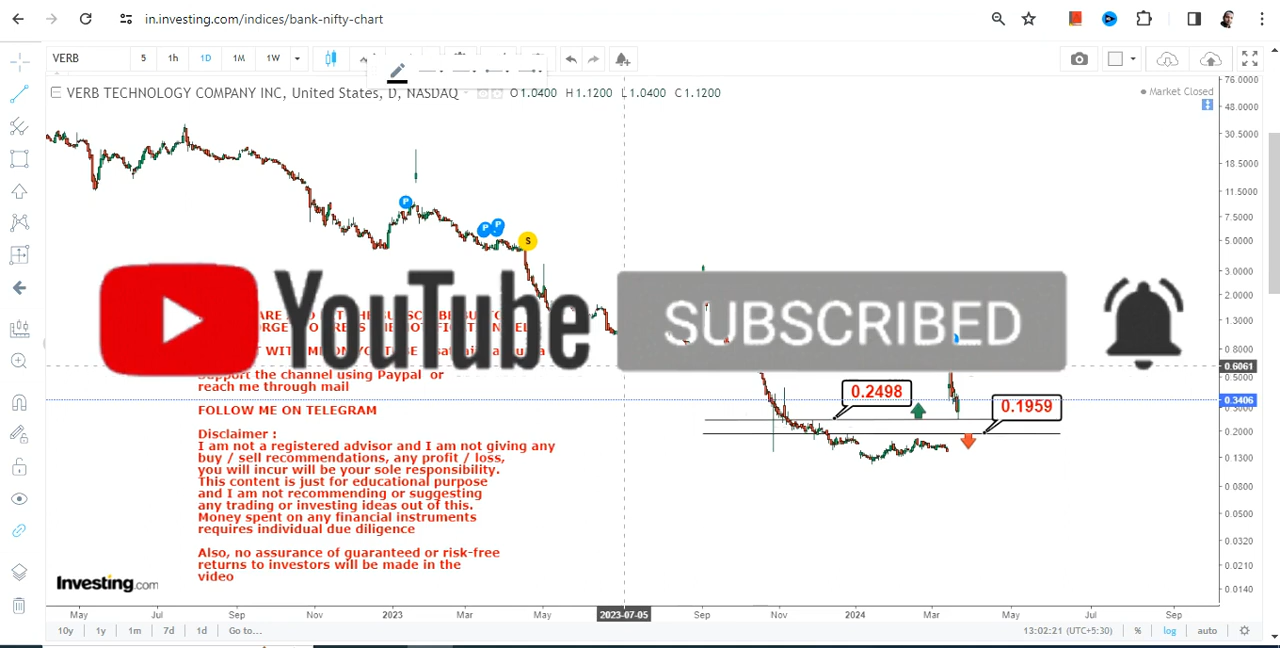 in.investing.com/indices/bank-nifty-chart
VERB 5 1h 1D 1M 1W
VERB TECHNOLOGY COMPANY INC, United States, D, NASDAQ O1.0400 H1.1200 L1.0400 C1.1200
Market Closed
76.0000
48.0000
30.5000
18.5000
11.5000
7.5000
5.0000
3.0000
2.0000
1.3000
0.8000
0.6061
0.5000
0.3406
0.3000
0.2000
0.1300
0.0800
0.0500
0.0320
0.0210
0.0140
P
P P
S
YouTube SUBSCRIBED
0.2498
0.1959
Support the channel using Paypal or
reach me through mail
FOLLOW ME ON TELEGRAM
Disclaimer :
I am not a registered advisor and I am not giving any
buy / sell recommendations, any profit / loss,
you will incur will be your sole responsibility.
This content is just for educational purpose
and I am not recommending or suggesting
any trading or investing ideas out of this.
Money spent on any financial instruments
requires individual due diligence
Also, no assurance of guaranteed or risk-free
returns to investors will be made in the
video
Investing.com
May Jul Sep Nov 2023 Mar May 2023-07-05 Sep Nov 2024 Mar May Jul Sep
10y 1y 1m 7d 1d Go to... 13:02:21 (UTC+5:30) % log auto